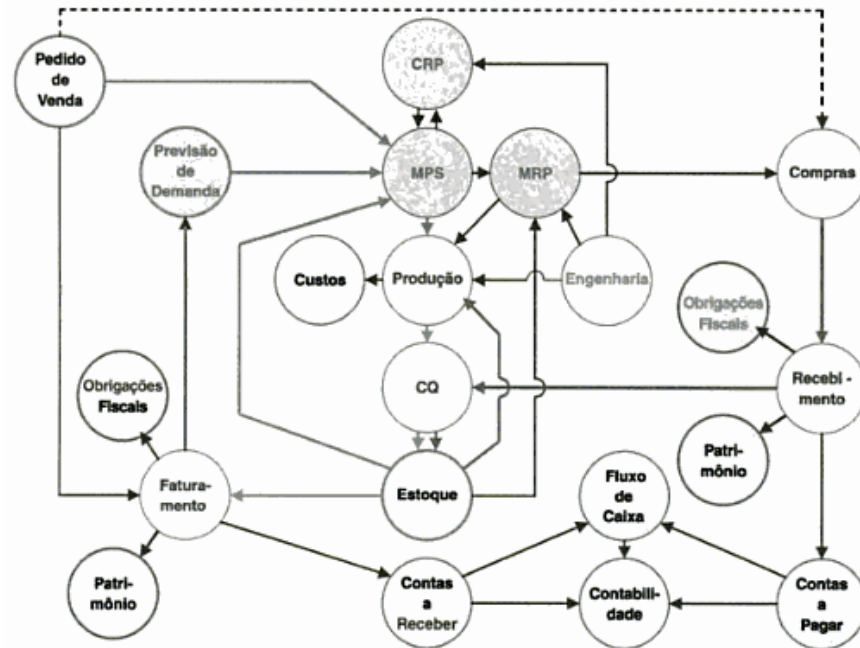 Pedido
de
Venda
CRP
Previsão
de
Demanda
MPS
MRP
Compras
Custos
Produção
Engenharia
Obrigações
Fiscais
Obrigações
Fiscais
CQ
Recebi -
mento
Patri-
mônio
Fatura-
mento
Estoque
Fluxo
de
Caixa
Patri-
mônio
Contas
a
Receber
Contabili-
dade
Contas
a
Pagar